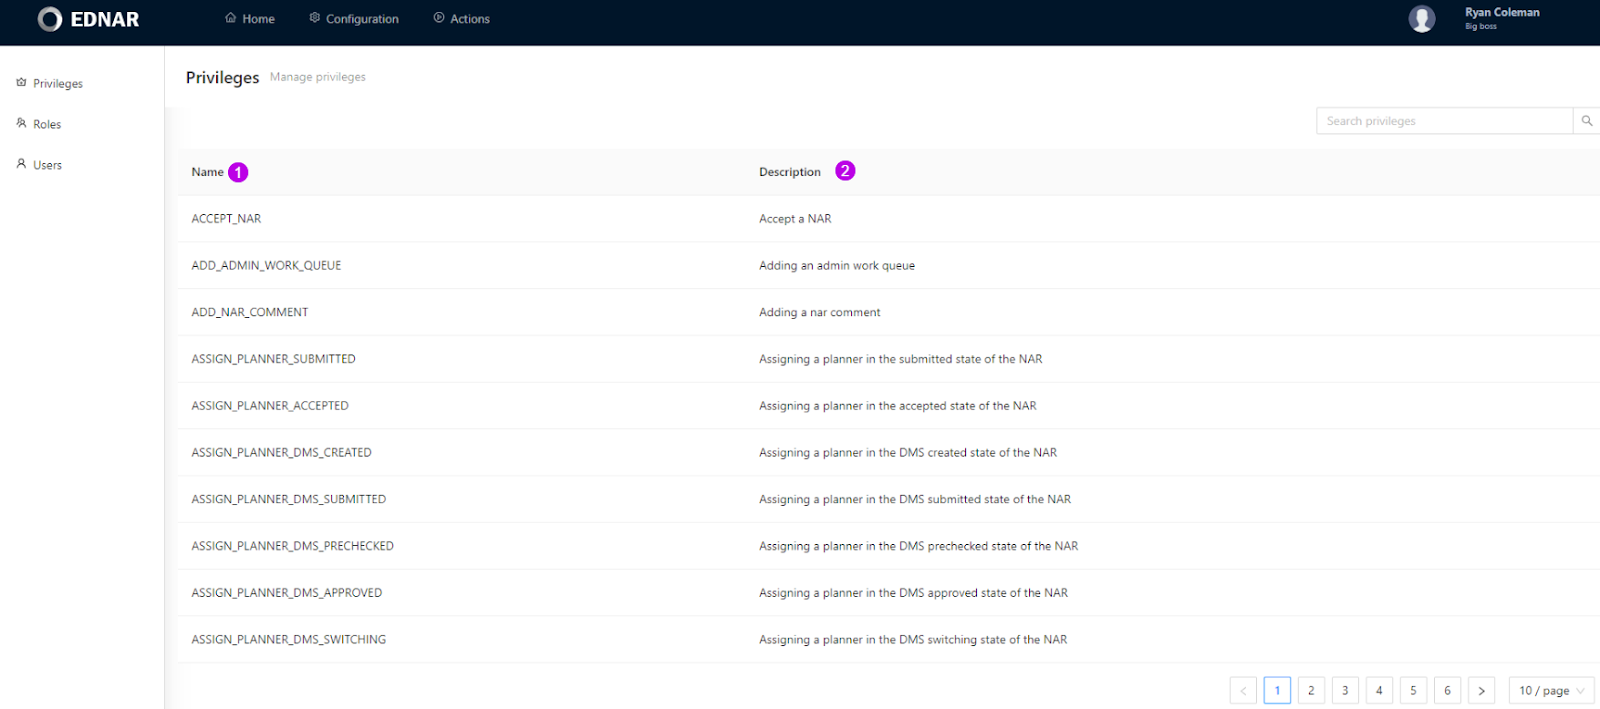 EDNAR Home Configuration Actions Ryan Coleman
Big boss
Privileges
Roles
Users
Privileges Manage privileges
Search privileges
Name 1 Description 2
ACCEPT_NAR Accept a NAR
ADD_ADMIN_WORK_QUEUE Adding an admin work queue
ADD_NAR_COMMENT Adding a nar comment
ASSIGN_PLANNER_SUBMITTED Assigning a planner in the submitted state of the NAR
ASSIGN_PLANNER_ACCEPTED Assigning a planner in the accepted state of the NAR
ASSIGN_PLANNER_DMS_CREATED Assigning a planner in the DMS created state of the NAR
ASSIGN_PLANNER_DMS_SUBMITTED Assigning a planner in the DMS submitted state of the NAR
ASSIGN_PLANNER_DMS_PRECHECKED Assigning a planner in the DMS prechecked state of the NAR
ASSIGN_PLANNER_DMS_APPROVED Assigning a planner in the DMS approved state of the NAR
ASSIGN_PLANNER_DMS_SWITCHING Assigning a planner in the DMS switching state of the NAR
< 1 2 3 4 5 6 > 10 / page